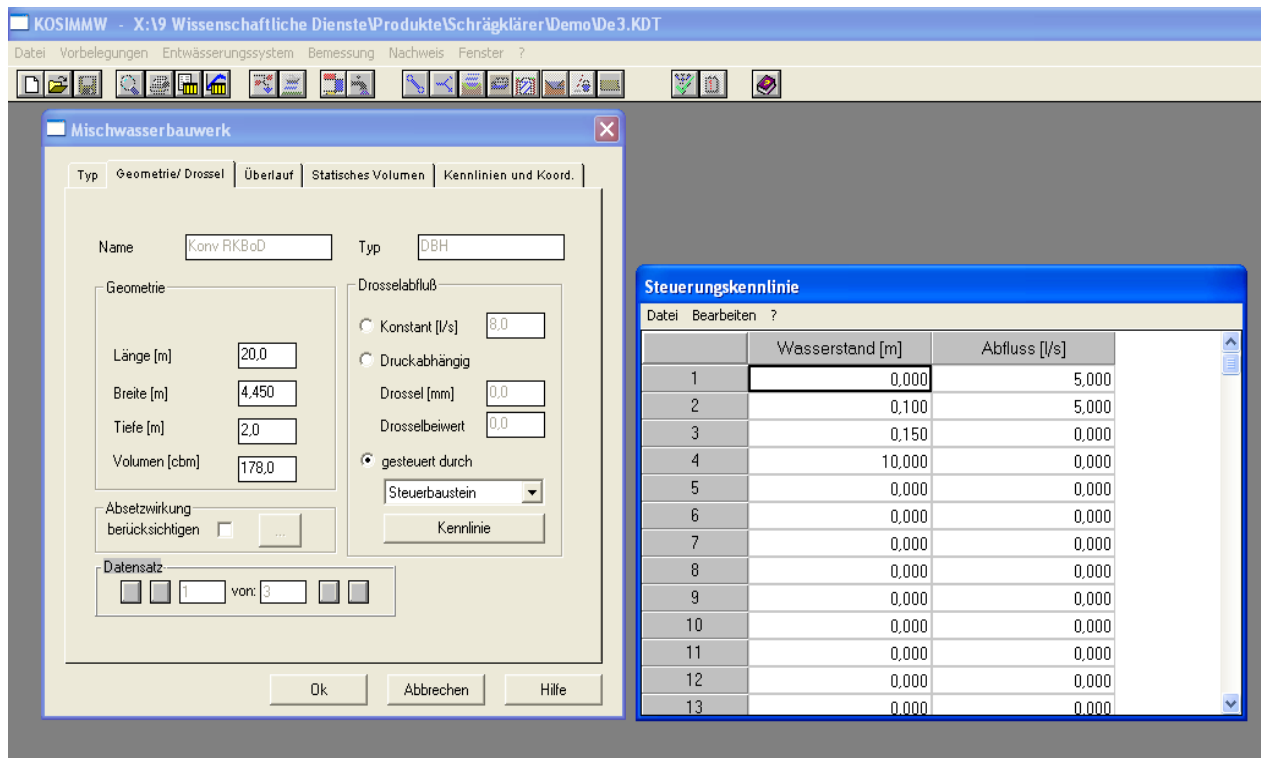 KOSIMMW - X:\9 Wissenschaftliche Dienste\Produkte\Schrägklärer\Demo\De3.KDT
Datei Vorbelegungen Entwässerungssystem Bemessung Nachweis Fenster ?
Mischwasserbauwerk
Typ Geometrie/ Drossel Überlauf Statisches Volumen Kennlinien und Koord.
Name Konv RKBoD Typ DBH
Geometrie
Länge [m] 20,0
Breite [m] 4,450
Tiefe [m] 2,0
Volumen [cbm] 178,0
Absetzwirkung
berücksichtigen ...
Drosselabfluß
Konstant [l/s] 8,0
Druckabhängig
Drossel [mm] 0,0
Drosselbeiwert 0,0
gesteuert durch
Steuerbaustein
Kennlinie
Datensatz
1 von: 3
Ok Abbrechen Hilfe
Steuerungskennlinie
Datei Bearbeiten ?
Wasserstand [m] Abfluss [l/s]
1 0,000 5,000
2 0,100 5,000
3 0,150 0,000
4 10,000 0,000
5 0,000 0,000
6 0,000 0,000
7 0,000 0,000
8 0,000 0,000
9 0,000 0,000
10 0,000 0,000
11 0,000 0,000
12 0,000 0,000
13 0,000 0,000